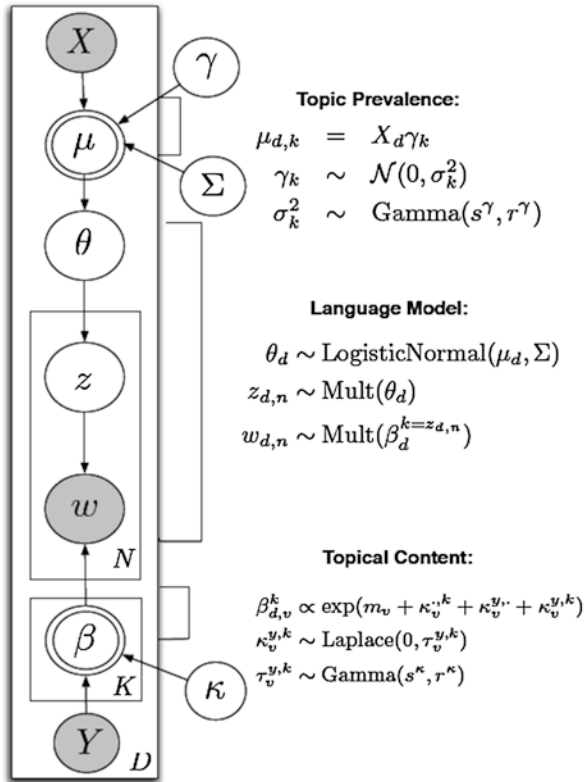 X
γ
μ
Σ
θ
z
w
N
β
K
κ
Y
D
Topic Prevalence:
μ_{d,k} = X_d γ_k
γ_k ∼ 𝒩(0, σ_k^2)
σ_k^2 ∼ Gamma(s^γ, r^γ)
Language Model:
θ_d ∼ LogisticNormal(μ_d, Σ)
z_{d,n} ∼ Mult(θ_d)
w_{d,n} ∼ Mult(β_d^{k=z_{d,n}})
Topical Content:
β_{d,v}^k ∝ exp(m_v + κ_v^{.,k} + κ_v^{y,.} + κ_v^{y,k})
κ_v^{y,k} ∼ Laplace(0, τ_v^{y,k})
τ_v^{y,k} ∼ Gamma(s^κ, r^κ)